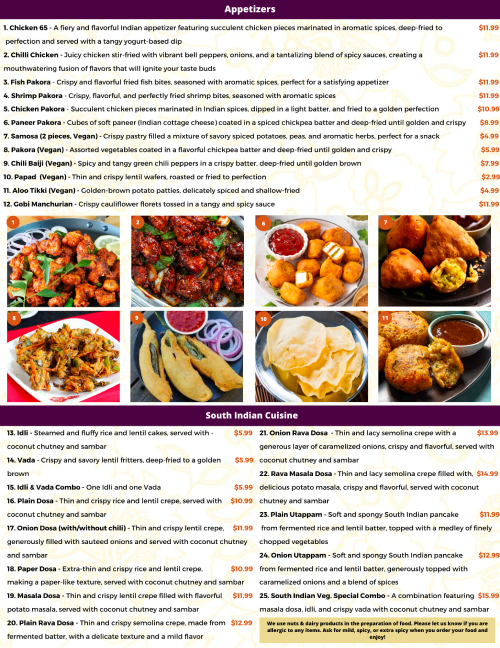 Appetizers
1. Chicken 65 - A fiery and flavorful Indian appetizer featuring succulent chicken pieces marinated in aromatic spices, deep-fried to $11.99
perfection and served with a tangy yogurt-based dip
2. Chilli Chicken - Juicy chicken stir-fried with vibrant bell peppers, onions, and a tantalizing blend of spicy sauces, creating a $11.99
mouthwatering fusion of flavors that will ignite your taste buds
3. Fish Pakora - Crispy and flavorful fried fish bites, seasoned with aromatic spices, perfect for a satisfying appetizer $11.99
4. Shrimp Pakora - Crispy, flavorful, and perfectly fried shrimp bites, seasoned with aromatic spices $11.99
5. Chicken Pakora - Succulent chicken pieces marinated in Indian spices, dipped in a light batter, and fried to a golden perfection $10.99
6. Paneer Pakora - Cubes of soft paneer (Indian cottage cheese) coated in a spiced chickpea batter and deep-fried until golden and crispy $8.99
7. Samosa (2 pieces, Vegan) - Crispy pastry filled a mixture of savory spiced potatoes, peas, and aromatic herbs, perfect for a snack $4.99
8. Pakora (Vegan) - Assorted vegetables coated in a flavorful chickpea batter and deep-fried until golden and crispy $5.99
9. Chili Baiji (Vegan) - Spicy and tangy green chili peppers in a crispy batter, deep-fried until golden brown $7.99
10. Papad (Vegan) - Thin and crispy lentil wafers, roasted or fried to perfection $2.99
11. Aloo Tikki (Vegan) - Golden-brown potato patties, delicately spiced and shallow-fried $4.99
12. Gobi Manchurian - Crispy cauliflower florets tossed in a tangy and spicy sauce $11.99
1
2
6
7
8
9
10
11
South Indian Cuisine
13. Idli - Steamed and fluffy rice and lentil cakes, served with - $5.99
coconut chutney and sambar
14. Vada - Crispy and savory lentil fritters, deep-fried to a golden $5.99
brown
15. Idli & Vada Combo - One Idli and one Vada $5.99
16. Plain Dosa - Thin and crispy rice and lentil crepe, served with $10.99
coconut chutney and sambar
17. Onion Dosa (with/without chili) - Thin and crispy lentil crepe, $11.99
generously filled with sauteed onions and served with coconut chutney
and sambar
18. Paper Dosa - Extra-thin and crispy rice and lentil crepe, $10.99
making a paper-like texture, served with coconut chutney and sambar
19. Masala Dosa - Thin and crispy lentil crepe filled with flavorful $11.99
potato masala, served with coconut chutney and sambar
20. Plain Rava Dosa - Thin and crispy semolina crepe, made from $12.99
fermented batter, with a delicate texture and a mild flavor
21. Onion Rava Dosa - Thin and lacy semolina crepe with a $13.99
generous layer of caramelized onions, crispy and flavorful, served with
coconut chutney and sambar
22. Rava Masala Dosa - Thin and lacy semolina crepe filled with, $14.99
delicious potato masala, crispy and flavorful, served with coconut
chutney and sambar
23. Plain Utappam - Soft and spongy South Indian pancake $11.99
from fermented rice and lentil batter, topped with a medley of finely
chopped vegetables
24. Onion Utappam - Soft and spongy South Indian pancake $12.99
from fermented rice and lentil batter, generously topped with
caramelized onions and a blend of spices
25. South Indian Veg. Special Combo - A combination featuring $15.99
masala dosa, idli, and crispy vada with coconut chutney and sambar
We use nuts & dairy products in the preparation of food. Please let us know if you are
allergic to any items. Ask for mild, spicy, or extra spicy when you order your food and
enjoy!